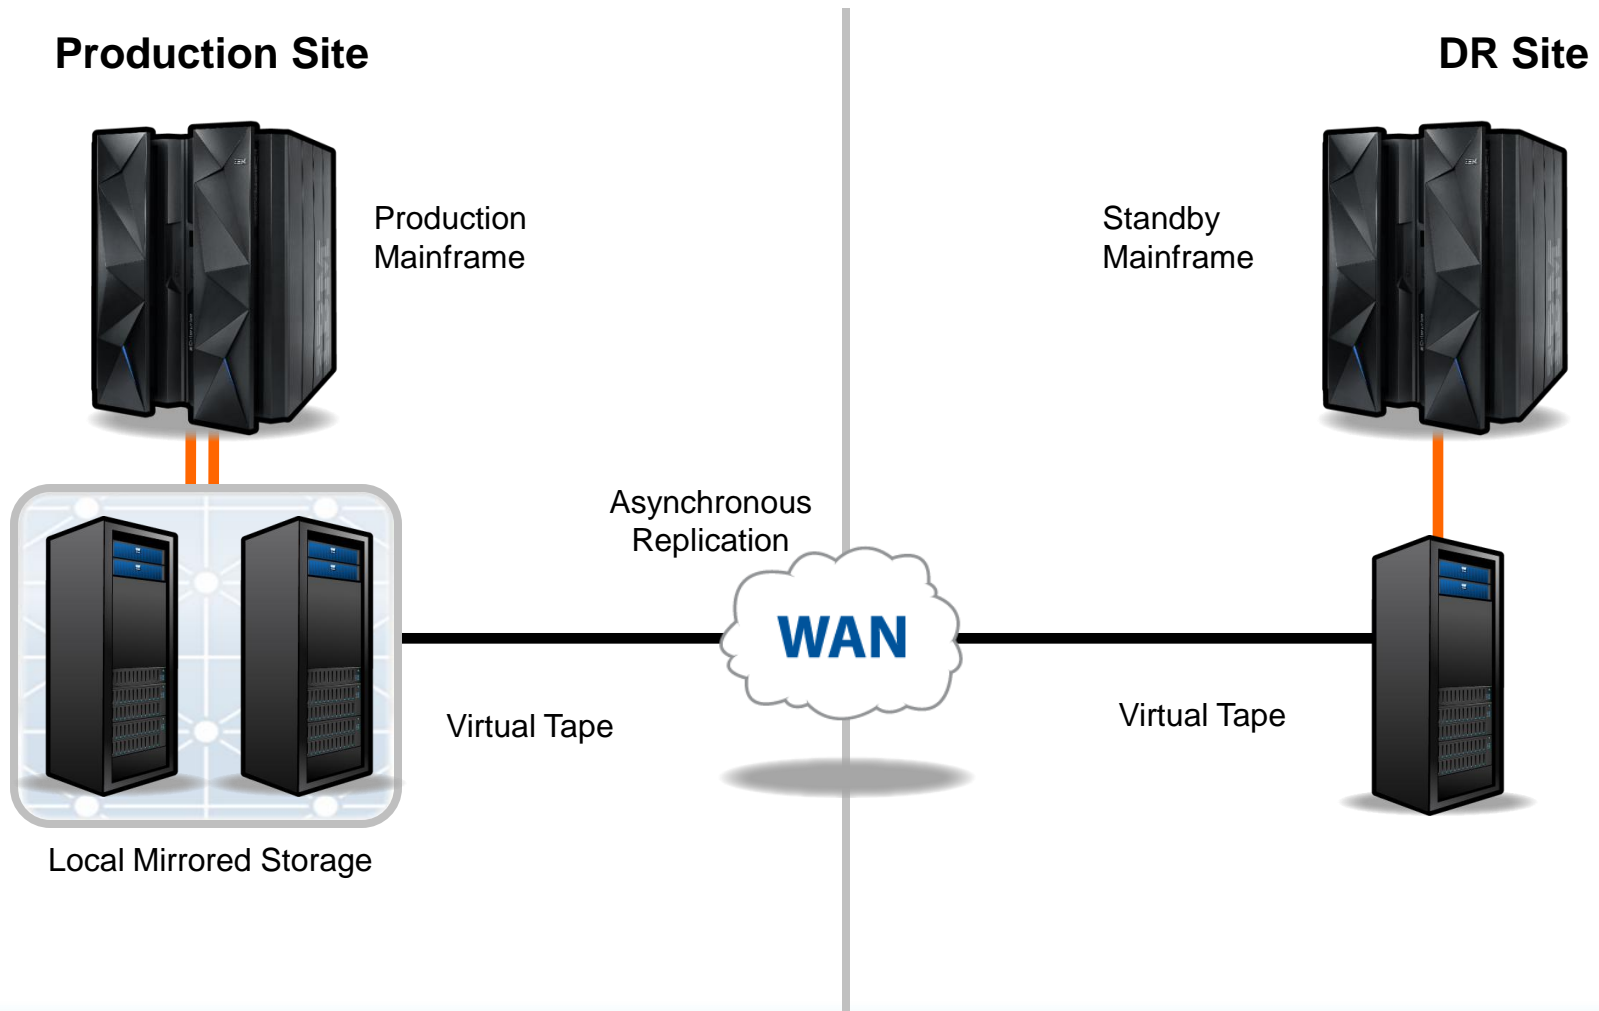 Production Site
DR Site
Production
Mainframe
Standby
Mainframe
Asynchronous
Replication
WAN
Virtual Tape
Virtual Tape
Local Mirrored Storage